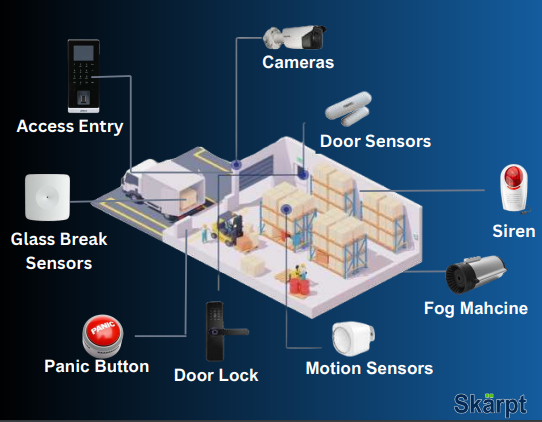 Cameras
Access Entry
Door Sensors
Glass Break
Sensors
Siren
Fog Mahcine
PANIC
Panic Button
Door Lock
Motion Sensors
Skarpt